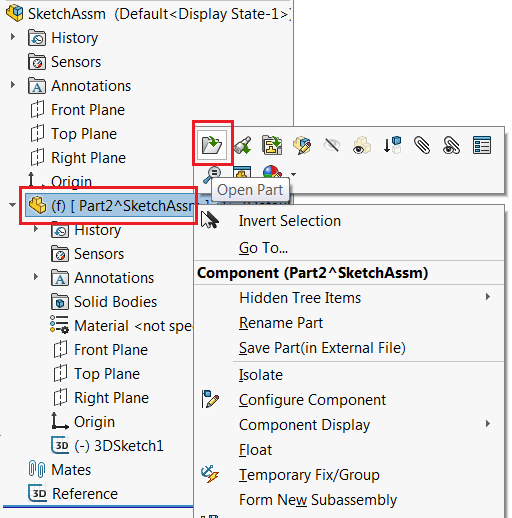 SketchAssm (Default<Display State-1>)
History
Sensors
Annotations
Front Plane
Top Plane
Right Plane
Origin
(f) [ Part2^SketchAssm
Open Part
History
Sensors
Annotations
Solid Bodies
Material <not spe
Front Plane
Top Plane
Right Plane
Origin
3D (-) 3DSketch1
Mates
3D Reference
Invert Selection
Go To...
Component (Part2^SketchAssm)
Hidden Tree Items
Rename Part
Save Part(in External File)
Isolate
Configure Component
Component Display
Float
Temporary Fix/Group
Form New Subassembly